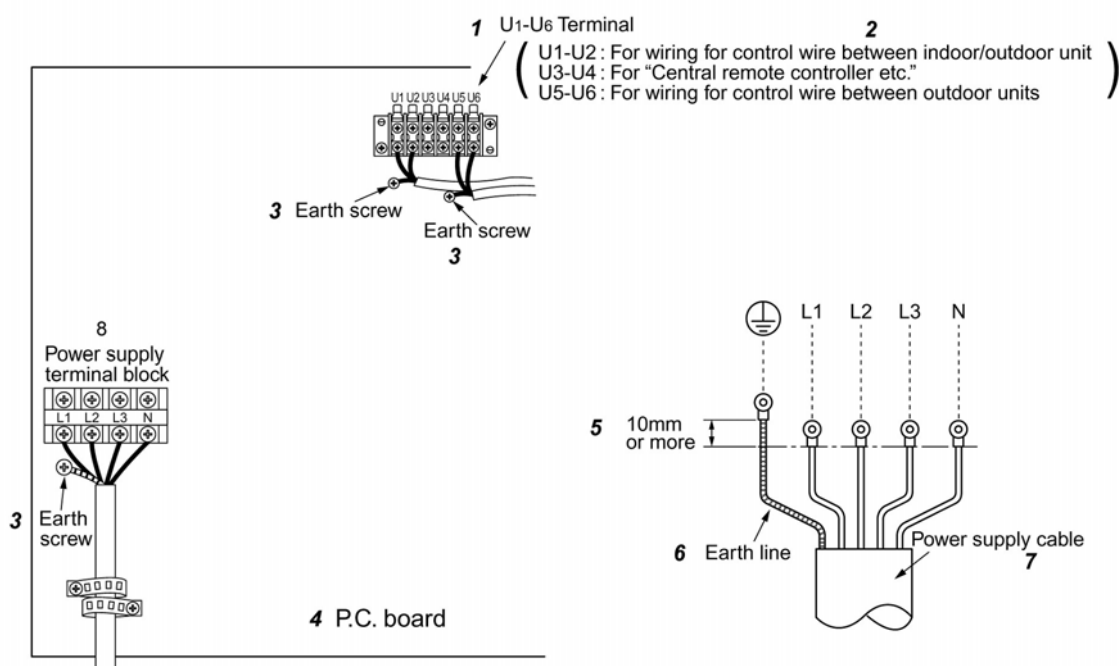 1 U1-U6 Terminal
2
U1-U2 : For wiring for control wire between indoor/outdoor unit
U3-U4 : For “Central remote controller etc.”
U5-U6 : For wiring for control wire between outdoor units
U1 U2 U3 U4 U5 U6
3 Earth screw
Earth screw
3
8
Power supply
terminal block
L1 L2 L3 N
3 Earth
screw
4 P.C. board
L1 L2 L3 N
5 10mm
or more
6 Earth line
Power supply cable
7